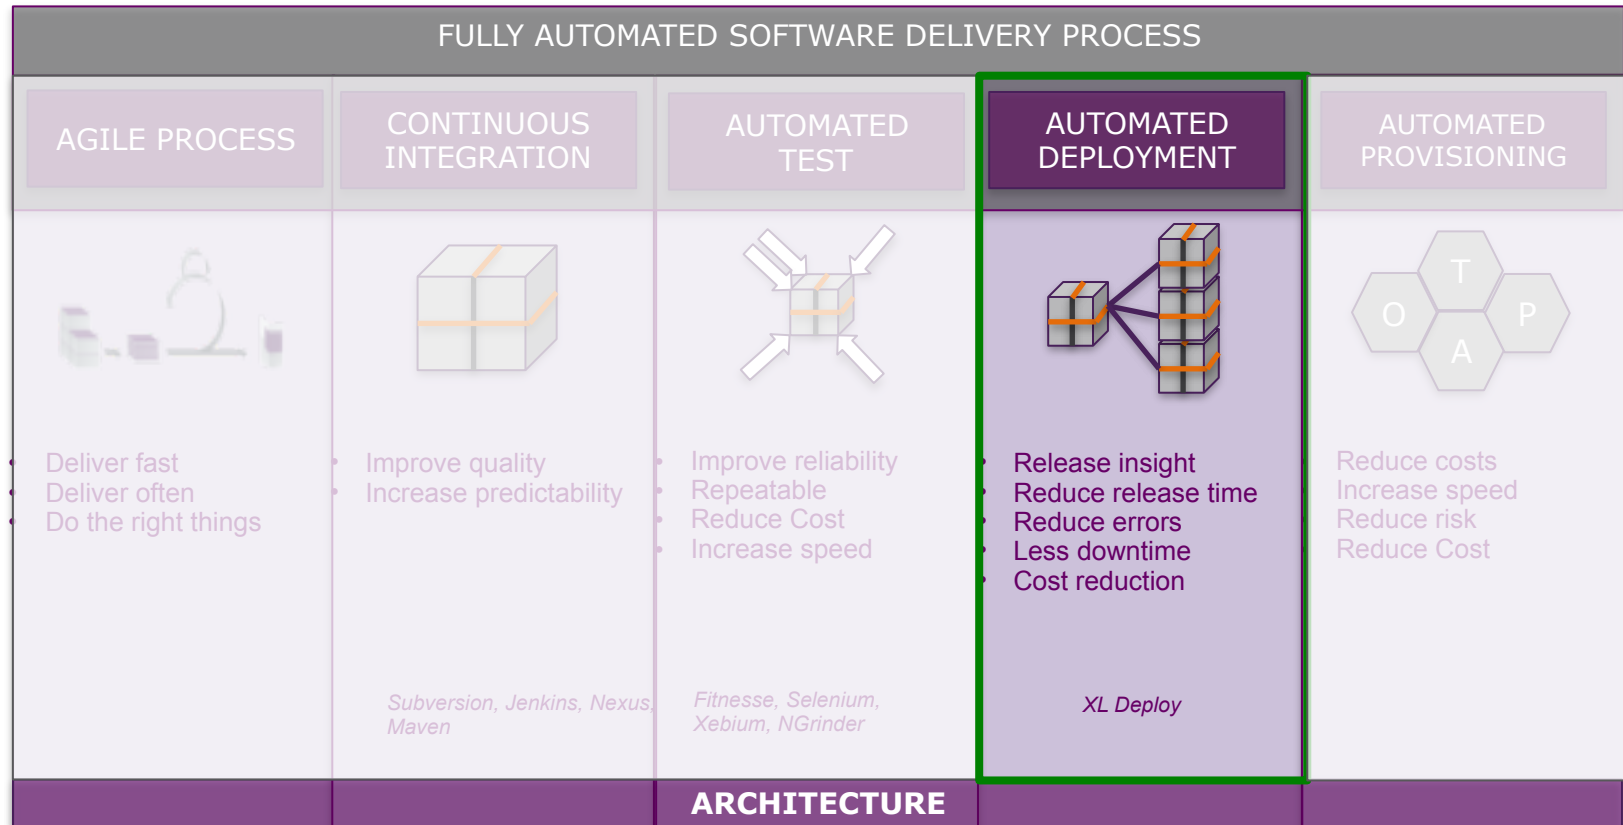 FULLY AUTOMATED SOFTWARE DELIVERY PROCESS
AGILE PROCESS
CONTINUOUS
INTEGRATION
AUTOMATED
TEST
AUTOMATED
DEPLOYMENT
AUTOMATED
PROVISIONING
T
O
P
A
• Deliver fast
• Deliver often
• Do the right things
• Improve quality
• Increase predictability
• Improve reliability
• Repeatable
• Reduce Cost
• Increase speed
• Release insight
• Reduce release time
• Reduce errors
• Less downtime
• Cost reduction
Reduce costs
Increase speed
Reduce risk
Reduce Cost
Subversion, Jenkins, Nexus,
Maven
Fitnesse, Selenium,
Xebium, NGrinder
XL Deploy
ARCHITECTURE